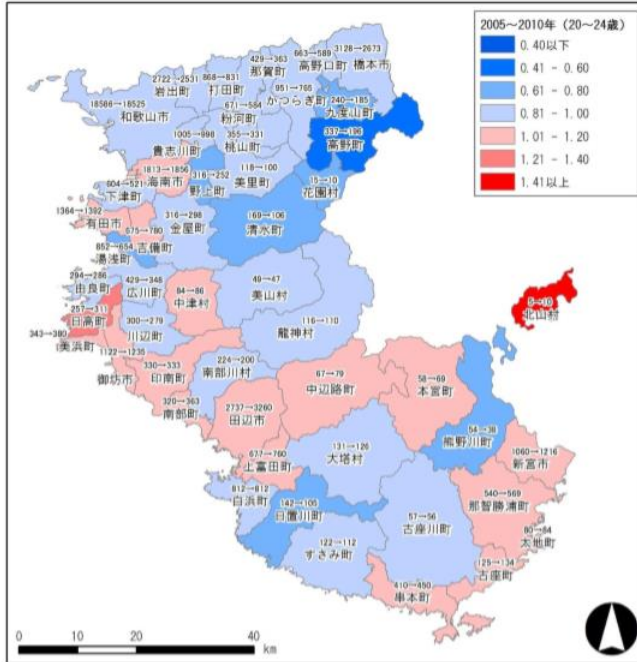 2005～2010年（20～24歳）
0.40以下
0.41 - 0.60
0.61 - 0.80
0.81 - 1.00
1.01 - 1.20
1.21 - 1.40
1.41以上
3128→2673
橋本市
663→589
高野口町
429→363
那賀町
868→831
打田町
2722→2531
岩出町
951→768
かつらぎ町
671→584
粉河町
18586→18525
和歌山市
240→185
九度山町
337→196
高野町
1005→998
貴志川町
355→331
桃山町
1813→1856
海南市
316→252
野上町
118→100
美里町
15→10
花園村
604→521
下津町
1364→1392
有田市
316→298
金屋町
169→106
清水町
675→780
吉備町
852→654
湯浅町
294→286
由良町
429→348
広川町
84→86
中津村
49→47
美山村
5→10
北山村
257→311
日高町
300→279
川辺町
116→110
龍神村
343→380
美浜町
1122→1235
御坊市
330→333
印南町
224→200
南部川村
67→79
中辺路町
58→69
本宮町
320→363
南部町
2737→3260
田辺市
54→38
熊野川町
677→760
上富田町
131→126
大塔村
1060→1216
新宮市
812→812
白浜町
142→105
日置川町
540→569
那智勝浦町
57→56
古座川町
80→84
太地町
122→112
すさみ町
125→134
古座町
410→450
串本町
0
10
20
40
km